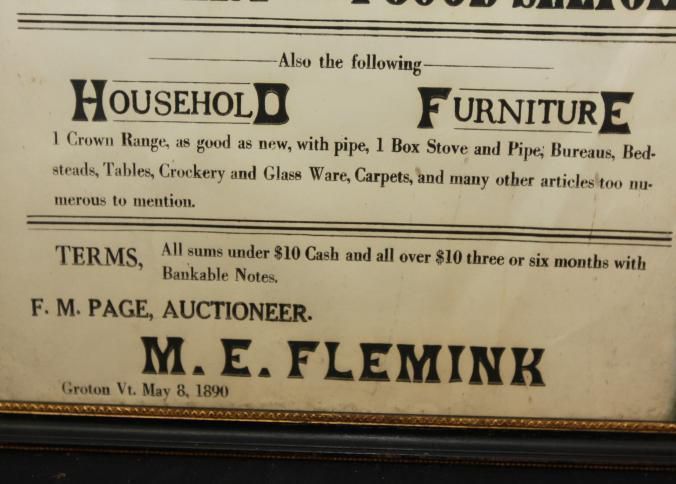 Also the following
HOUSEHOLD FURNITURE
1 Crown Range, as good as new, with pipe, 1 Box Stove and Pipe, Bureaus, Bed-
steads, Tables, Crockery and Glass Ware, Carpets, and many other articles too nu-
merous to mention.
TERMS, All sums under $10 Cash and all over $10 three or six months with
Bankable Notes.
F. M. PAGE, AUCTIONEER.
M. E. FLEMINK
Groton Vt. May 8, 1890